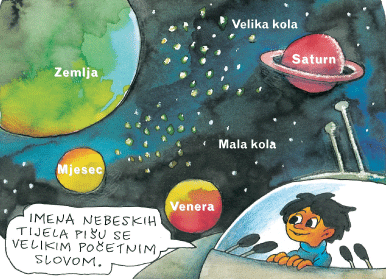 Velika kola
Saturn
Zemlja
Mala kola
Mjesec
Venera
IMENA NEBESKIH
TIJELA PIŠU SE
VELIKIM POČETNIM
SLOVOM.